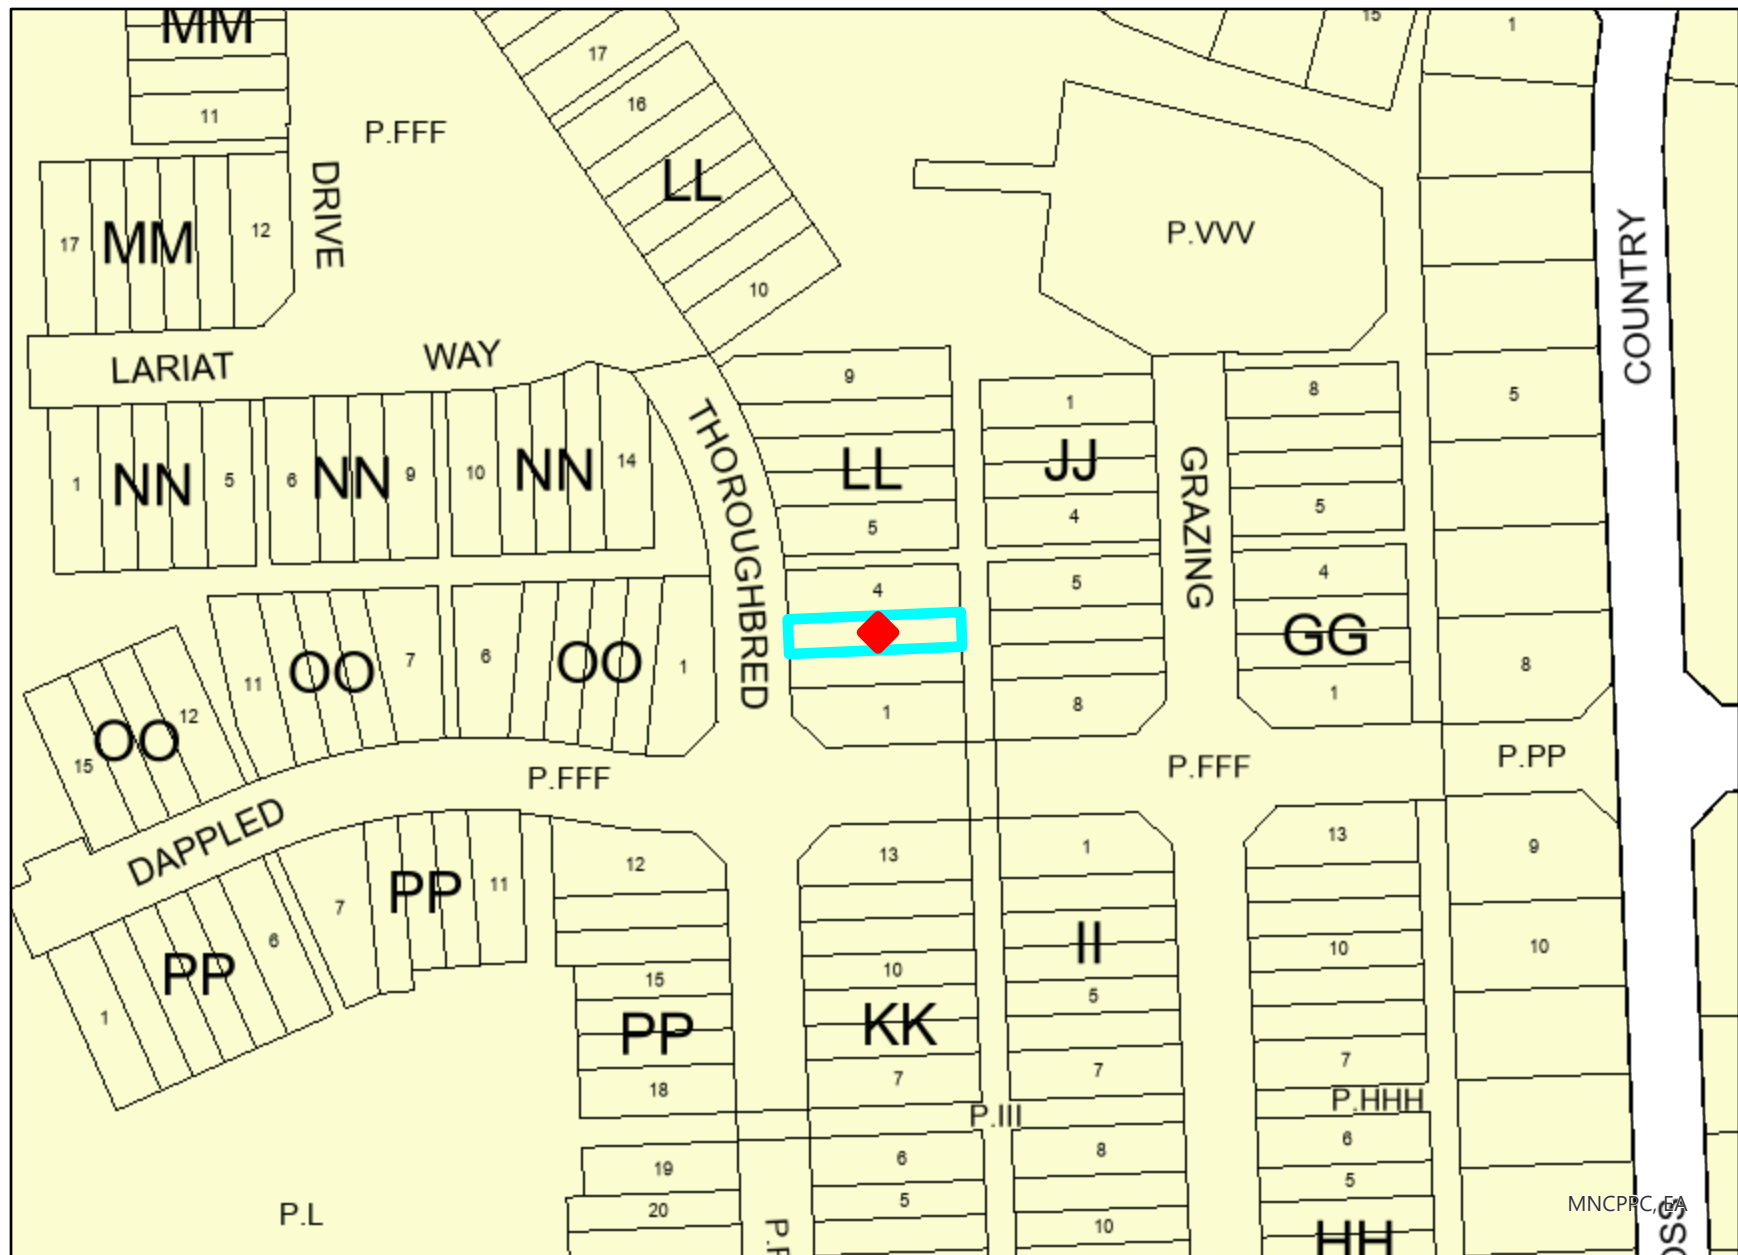 MM
17
15
1
16
11
P.FFF
DRIVE
LL
MM
17
12
P.VVV
COUNTRY
10
LARIAT
WAY
9
1
8
5
THOROUGHBRED
LL
JJ
GRAZING
1
NN
5
6
NN
9
10
NN
14
5
4
5
4
5
4
GG
OO
11
OO
7
6
OO
1
8
12
15
1
8
1
P.FFF
P.FFF
P.PP
DAPPLED
12
13
1
13
9
7
PP
11
6
PP
1
15
10
II
5
10
10
PP
KK
18
7
7
7
P.III
P.HHH
19
6
8
6
20
5
10
5
P.L
HH
MNCPPC, EA